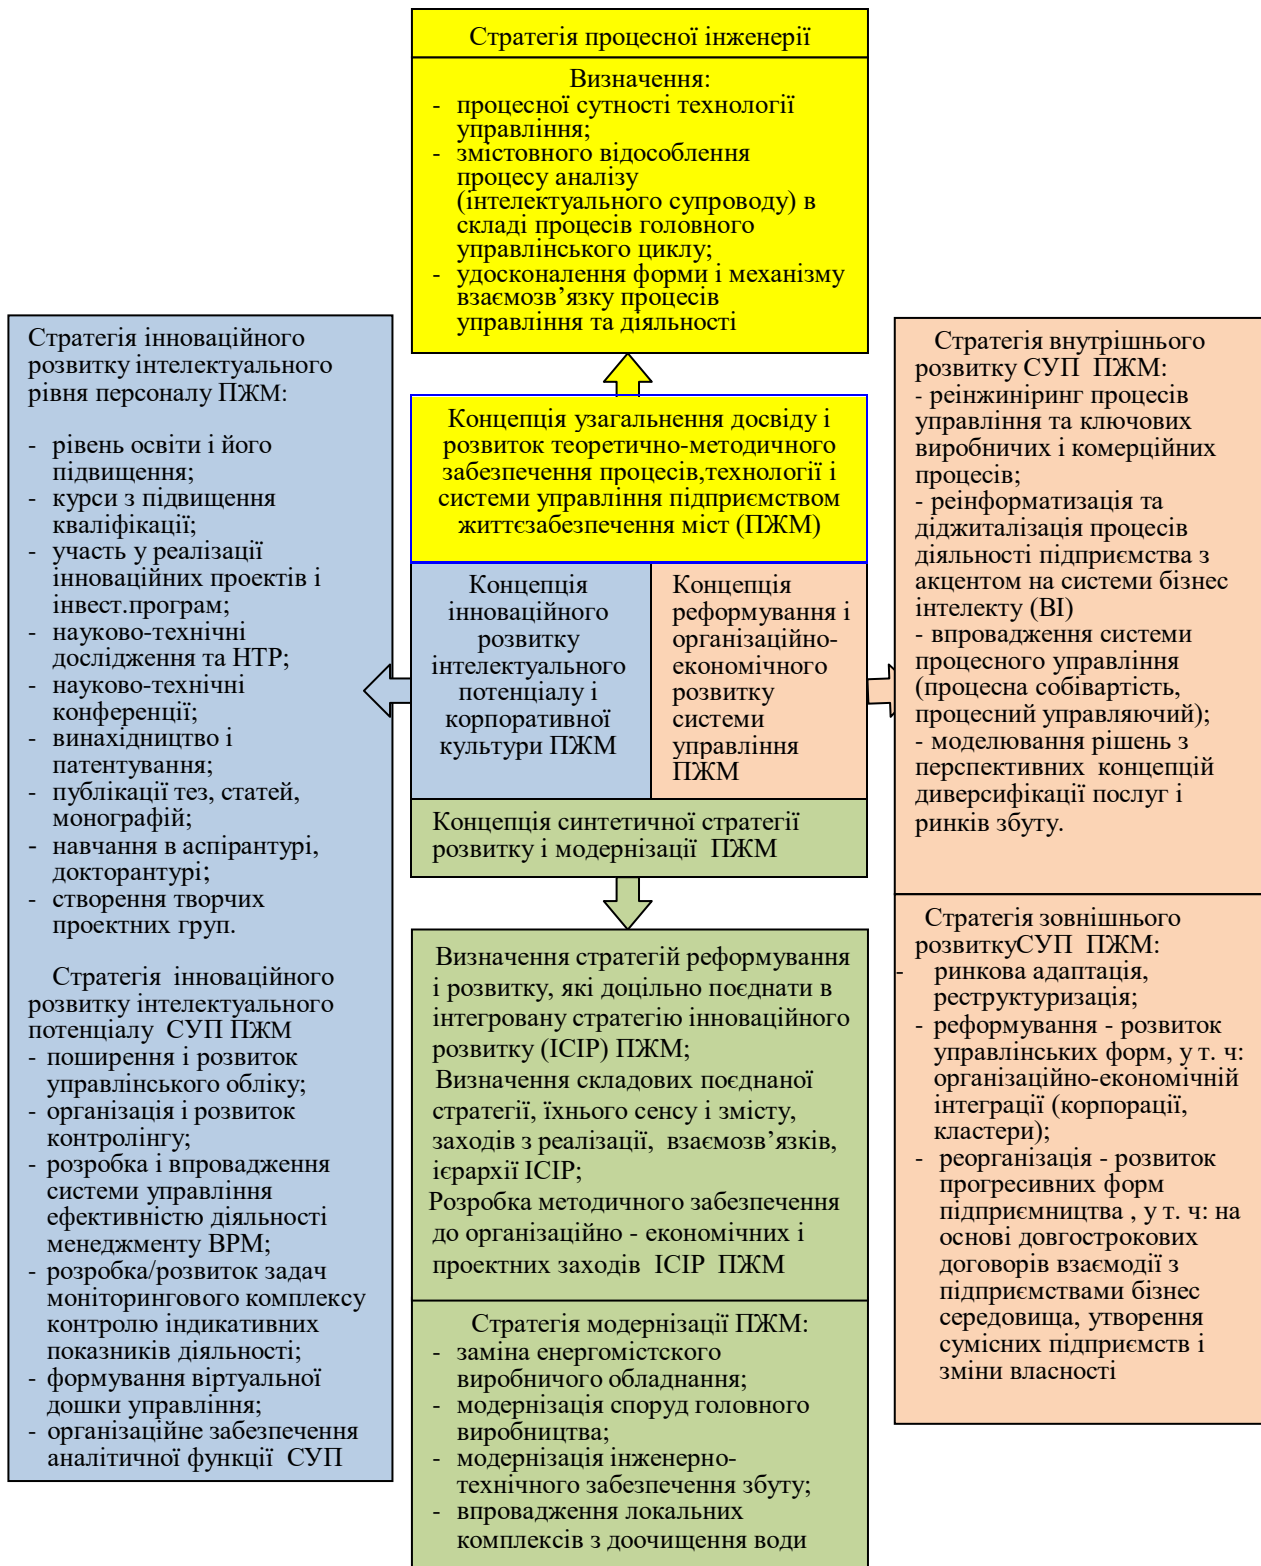 Стратегія процесної інженерії
Визначення:
- процесної сутності технології
управління;
- змістовного відособлення
процесу аналізу
(інтелектуального супроводу) в
складі процесів головного
управлінського циклу;
- удосконалення форми і механізму
взаємозв’язку процесів
управління та діяльності
Стратегія інноваційного
розвитку інтелектуального
рівня персоналу ПЖМ:
- рівень освіти і його
підвищення;
- курси з підвищення
кваліфікації;
- участь у реалізації
інноваційних проектів і
інвест.програм;
- науково-технічні
дослідження та НТР;
- науково-технічні
конференції;
- винахідництво і
патентування;
- публікації тез, статей,
монографій;
- навчання в аспірантурі,
докторантурі;
- створення творчих
проектних груп.
Стратегія інноваційного
розвитку інтелектуального
потенціалу СУП ПЖМ
- поширення і розвиток
управлінського обліку;
- організація і розвиток
контролінгу;
- розробка і впровадження
системи управління
ефективністю діяльності
менеджменту BPM;
- розробка/розвиток задач
моніторингового комплексу
контролю індикативних
показників діяльності;
- формування віртуальної
дошки управління;
- організаційне забезпечення
аналітичної функції СУП
Концепція узагальнення досвіду і
розвиток теоретично-методичного
забезпечення процесів,технології і
системи управління підприємством
життєзабезпечення міст (ПЖМ)
Концепція
інноваційного
розвитку
інтелектуального
потенціалу і
корпоративної
культури ПЖМ
Концепція
реформування і
організаційно-
економічного
розвитку
системи
управління
ПЖМ
Концепція синтетичної стратегії
розвитку і модернізації ПЖМ
Визначення стратегій реформування
і розвитку, які доцільно поєднати в
інтегровану стратегію інноваційного
розвитку (ІСІР) ПЖМ;
Визначення складових поєднаної
стратегії, їхнього сенсу і змісту,
заходів з реалізації, взаємозв’язків,
ієрархії ІСІР;
Розробка методичного забезпечення
до організаційно - економічних і
проектних заходів ІСІР ПЖМ
Стратегія модернізації ПЖМ:
- заміна енергомістского
виробничого обладнання;
- модернізація споруд головного
виробництва;
- модернізація інженерно-
технічного забезпечення збуту;
- впровадження локальних
комплексів з доочищення води
Стратегія внутрішнього
розвитку СУП ПЖМ:
- реінжиніринг процесів
управління та ключових
виробничих і комерційних
процесів;
- реінформатизація та
діджиталізація процесів
діяльності підприємства з
акцентом на системи бізнес
інтелекту (BI)
- впровадження системи
процесного управління
(процесна собівартість,
процесний управляючий);
- моделювання рішень з
перспективних концепцій
диверсифікації послуг і
ринків збуту.
Стратегія зовнішнього
розвиткуСУП ПЖМ:
- ринкова адаптація,
реструктуризація;
- реформування - розвиток
управлінських форм, у т. ч:
організаційно-економічній
інтеграції (корпорації,
кластери);
- реорганізація - розвиток
прогресивних форм
підприємництва , у т. ч: на
основі довгострокових
договорів взаємодії з
підприємствами бізнес
середовища, утворення
сумісних підприємств і
зміни власності